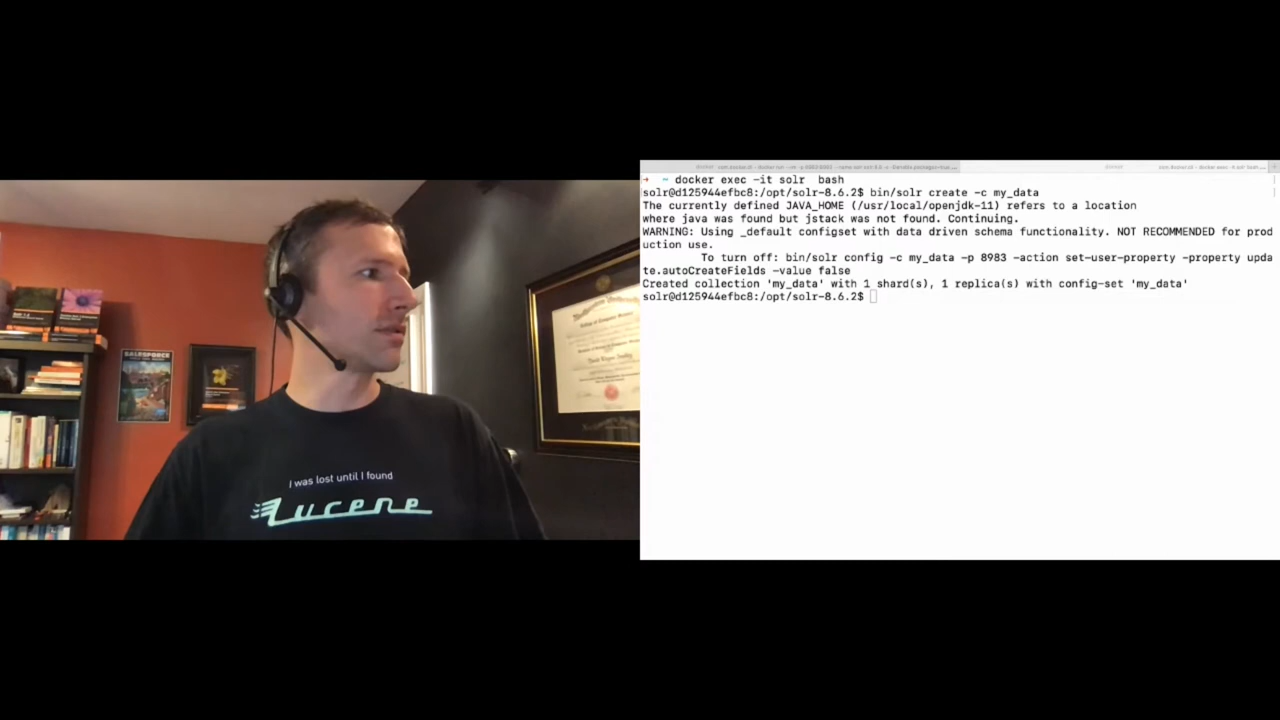 SALESFORCE
I was lost until I found
Lucene
→ ~ docker exec -it solr  bash
solr@d125944efbc8:/opt/solr-8.6.2$ bin/solr create -c my_data
The currently defined JAVA_HOME (/usr/local/openjdk-11) refers to a location
where java was found but jstack was not found. Continuing.
WARNING: Using _default configset with data driven schema functionality. NOT RECOMMENDED for prod
uction use.
         To turn off: bin/solr config -c my_data -p 8983 -action set-user-property -property upda
te.autoCreateFields -value false
Created collection 'my_data' with 1 shard(s), 1 replica(s) with config-set 'my_data'
solr@d125944efbc8:/opt/solr-8.6.2$